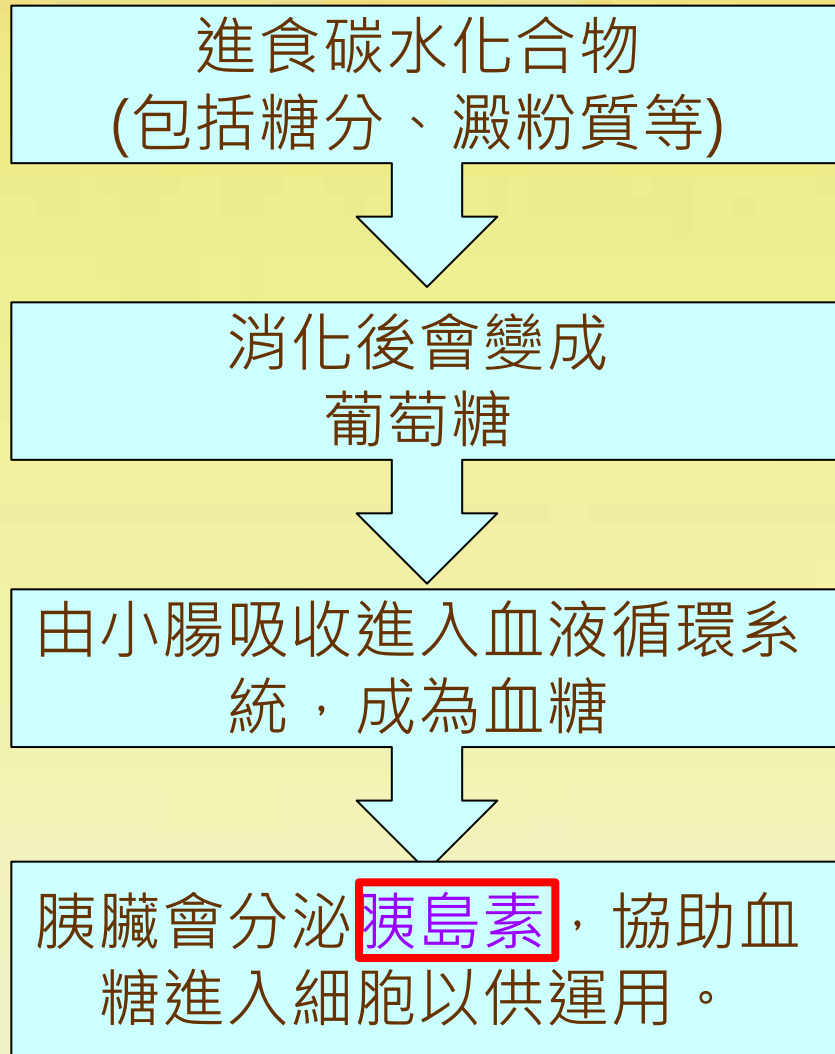 進食碳水化合物
(包括糖分、澱粉質等)
消化後會變成
葡萄糖
由小腸吸收進入血液循環系
統，成為血糖
胰臟會分泌胰島素，協助血
糖進入細胞以供運用。